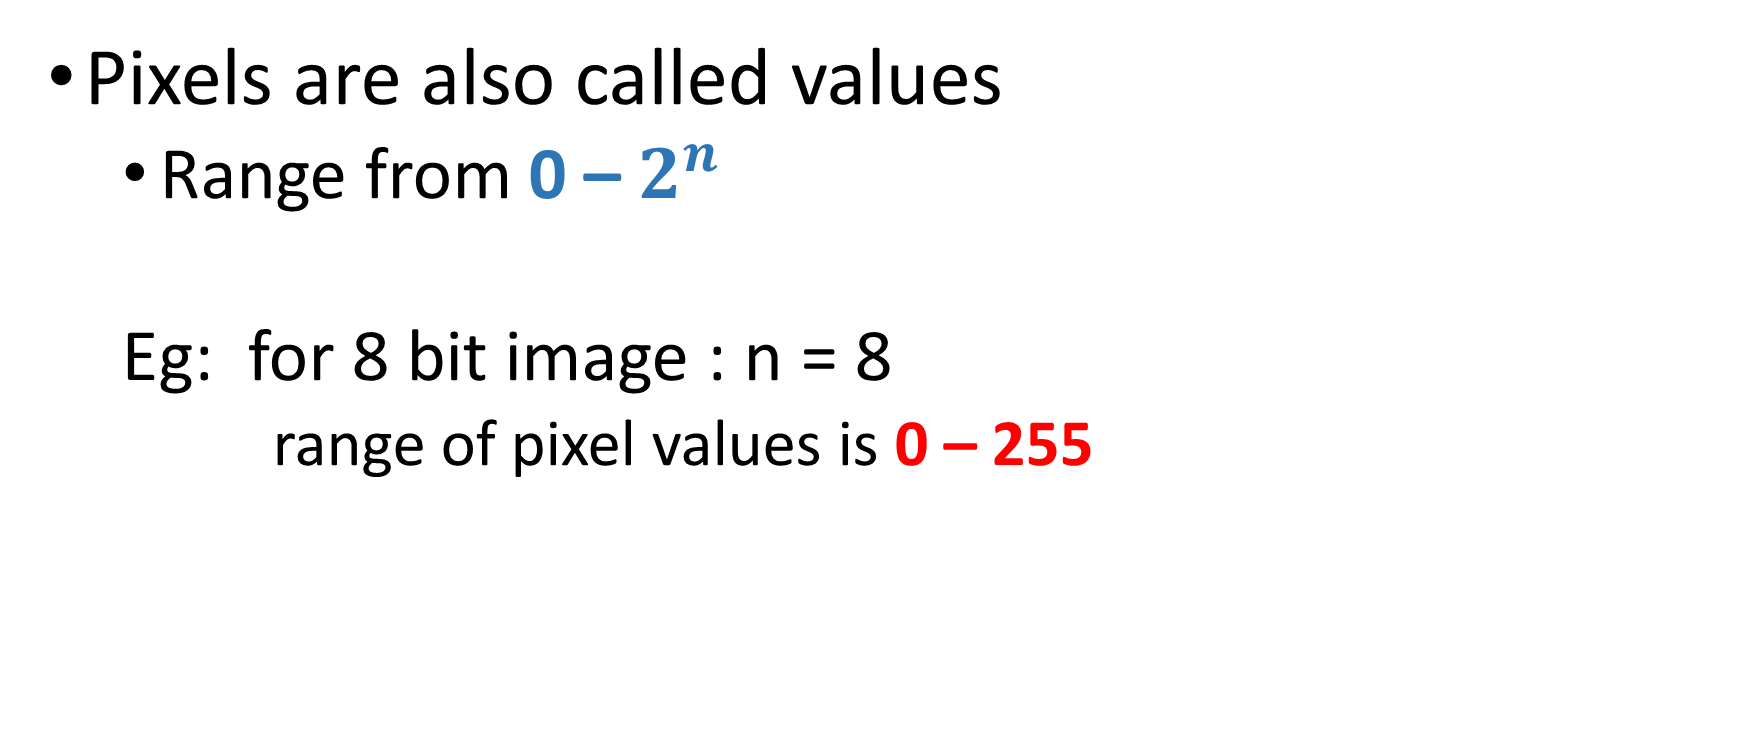 • Pixels are also called values
• Range from 0 – 2ⁿ
Eg: for 8 bit image : n = 8
range of pixel values is 0 – 255